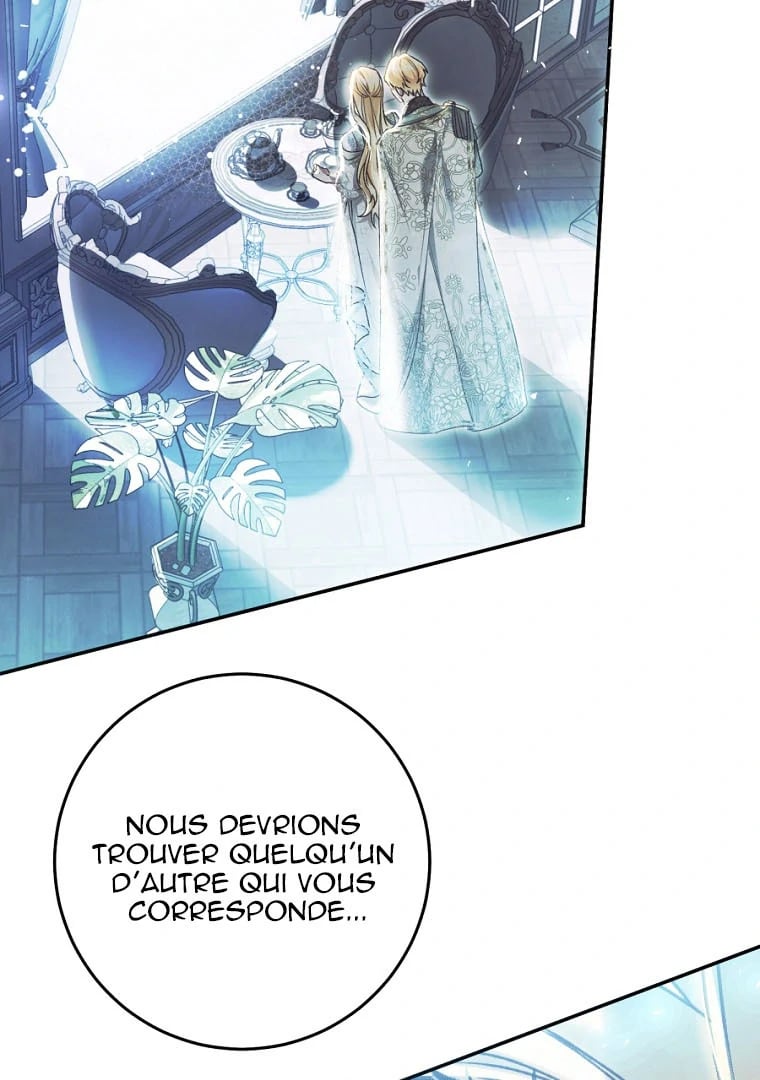 NOUS DEVRIONS
TROUVER QUELQU'UN
D'AUTRE QUI VOUS
CORRESPONDE...